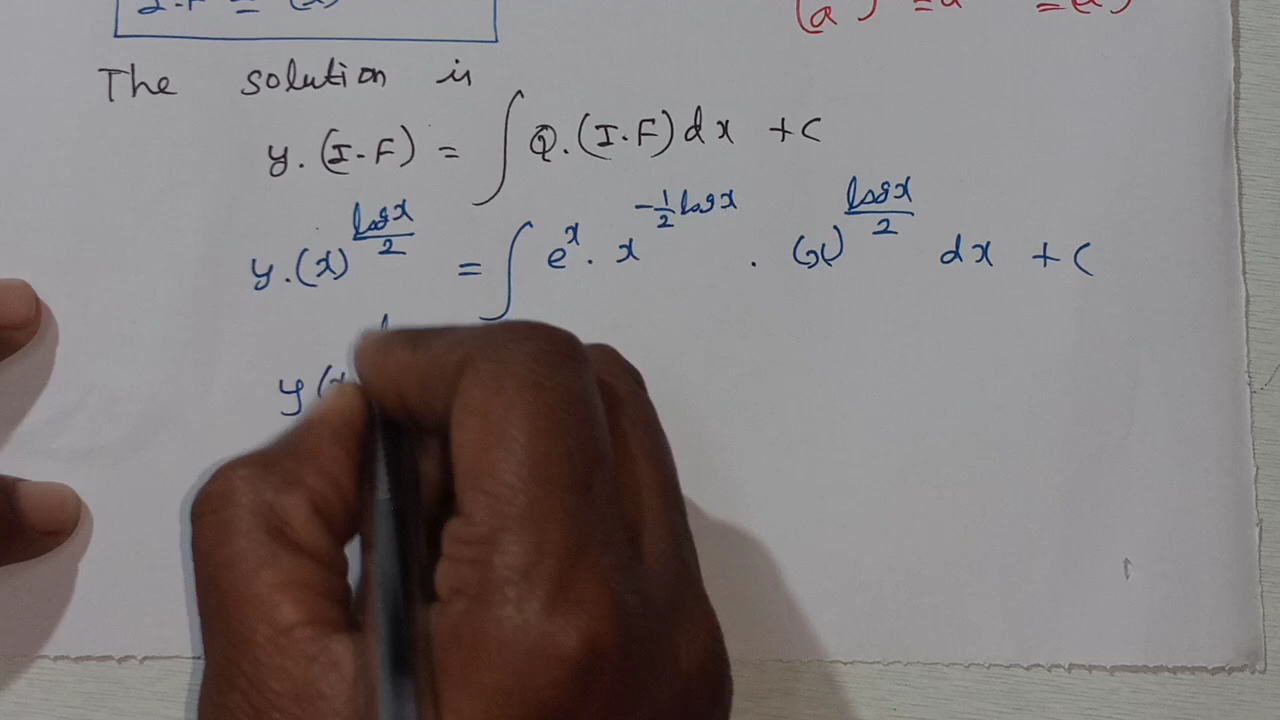 I.F = (x)
(a ) = a = (a)
The solution is
y.(I.F) = ∫ Q.(I.F) dx + C
y.(x)^(log x / 2) = ∫ e^x . x^(-1/2 log x) . (x)^(log x / 2) dx + C
y(x